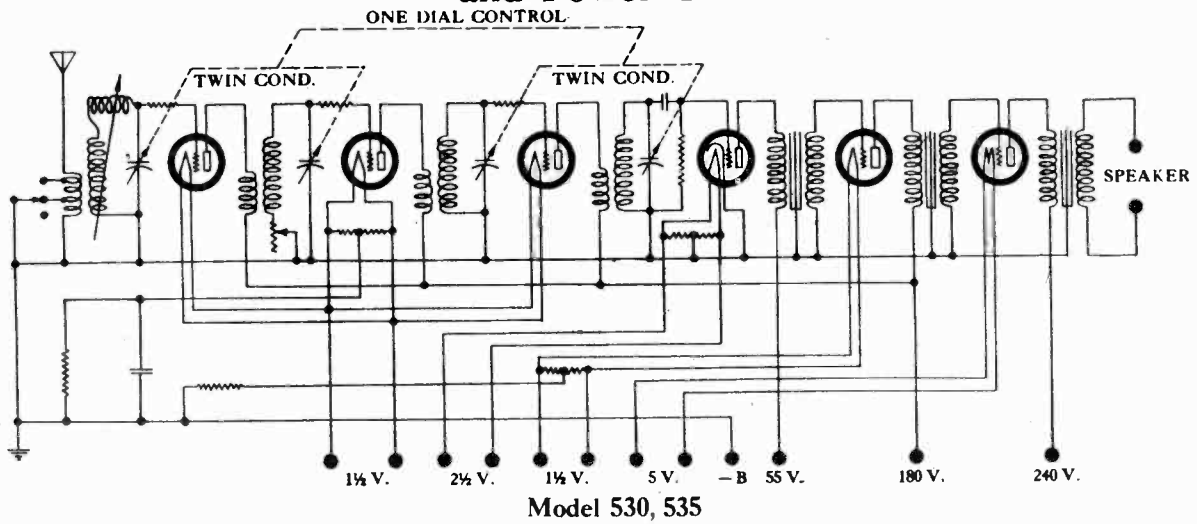 ONE DIAL CONTROL
TWIN COND.
TWIN COND.
SPEAKER
1½ V. 2½ V. 1½ V. 5 V. – B 55 V. 180 V. 240 V.
Model 530, 535